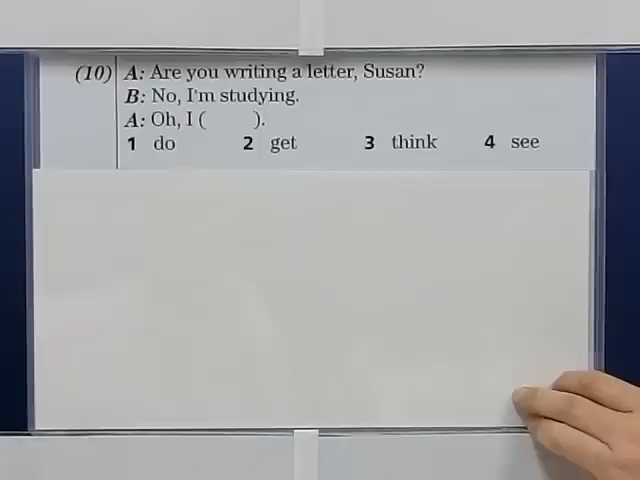 (10) A: Are you writing a letter, Susan?
B: No, I'm studying.
A: Oh, I (        ).
1 do 2 get 3 think 4 see